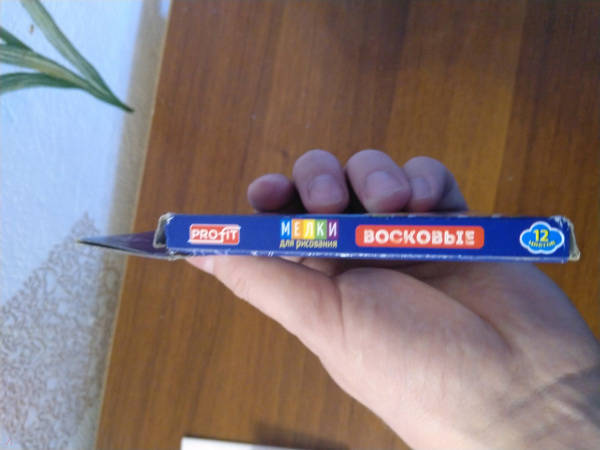 PROFIT
МЕЛКИ
для рисования
ВОСКОВЫЕ
12
ЦВЕТОВ